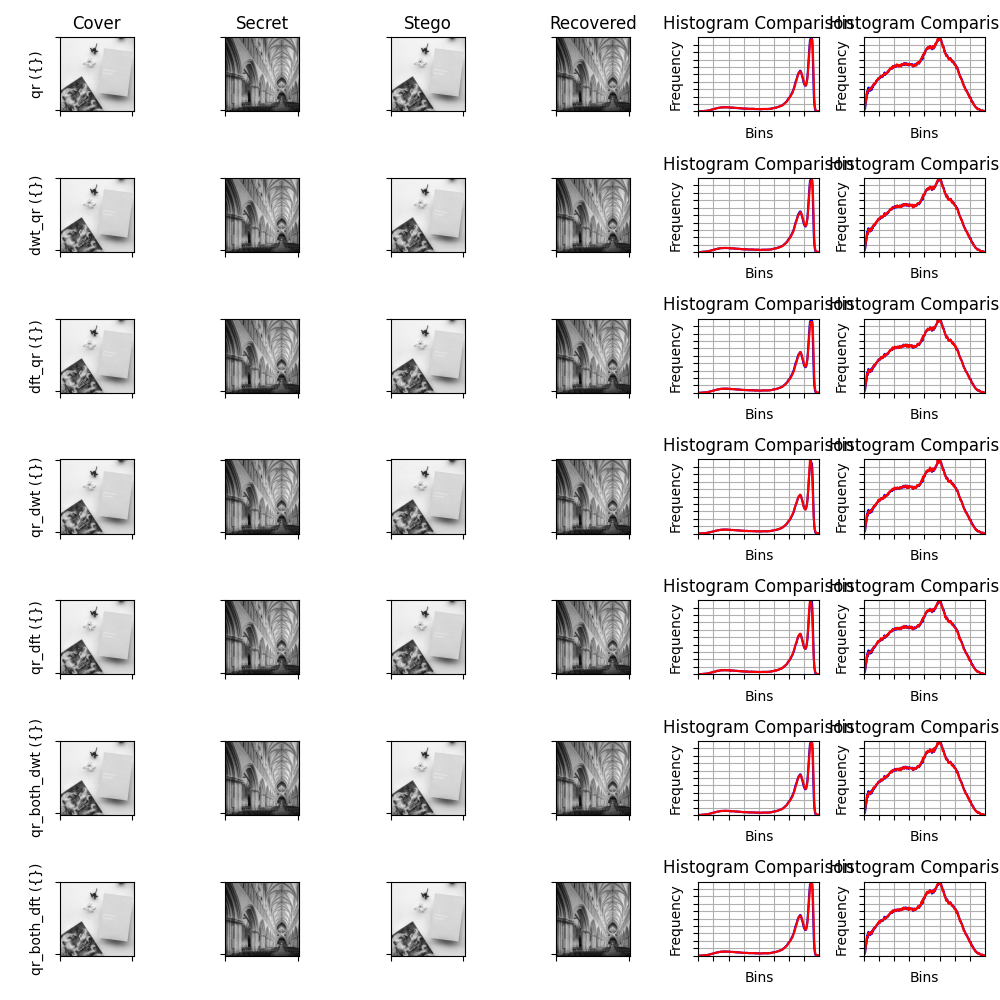 Cover Secret Stego Recovered Histogram Comparison Histogram Comparis
qr ({})
Frequency Frequency
Bins Bins
Histogram Comparison Histogram Comparis
dwt_qr ({})
Frequency Frequency
Bins Bins
Histogram Comparison Histogram Comparis
dft_qr ({})
Frequency Frequency
Bins Bins
Histogram Comparison Histogram Comparis
qr_dwt ({})
Frequency Frequency
Bins Bins
Histogram Comparison Histogram Comparis
qr_dft ({})
Frequency Frequency
Bins Bins
Histogram Comparison Histogram Comparis
qr_both_dwt ({})
Frequency Frequency
Bins Bins
Histogram Comparison Histogram Comparis
qr_both_dft ({})
Frequency Frequency
Bins Bins